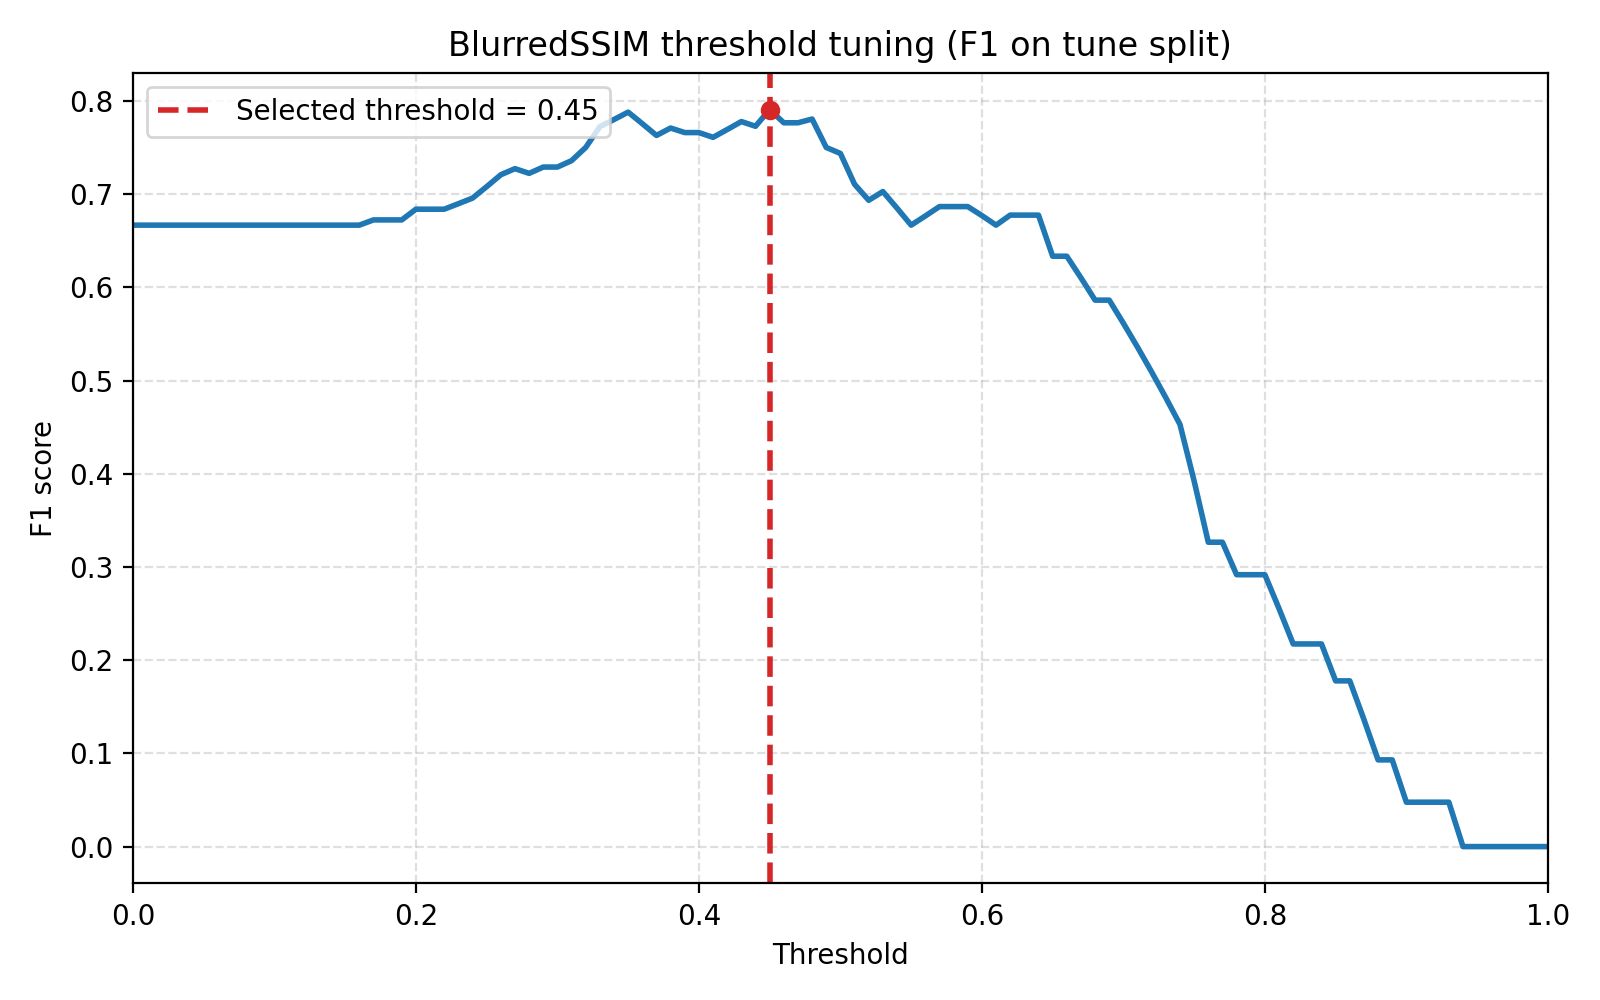 BlurredSSIM threshold tuning (F1 on tune split)
Selected threshold = 0.45
F1 score
0.8
0.7
0.6
0.5
0.4
0.3
0.2
0.1
0.0
0.0 0.2 0.4 0.6 0.8 1.0
Threshold